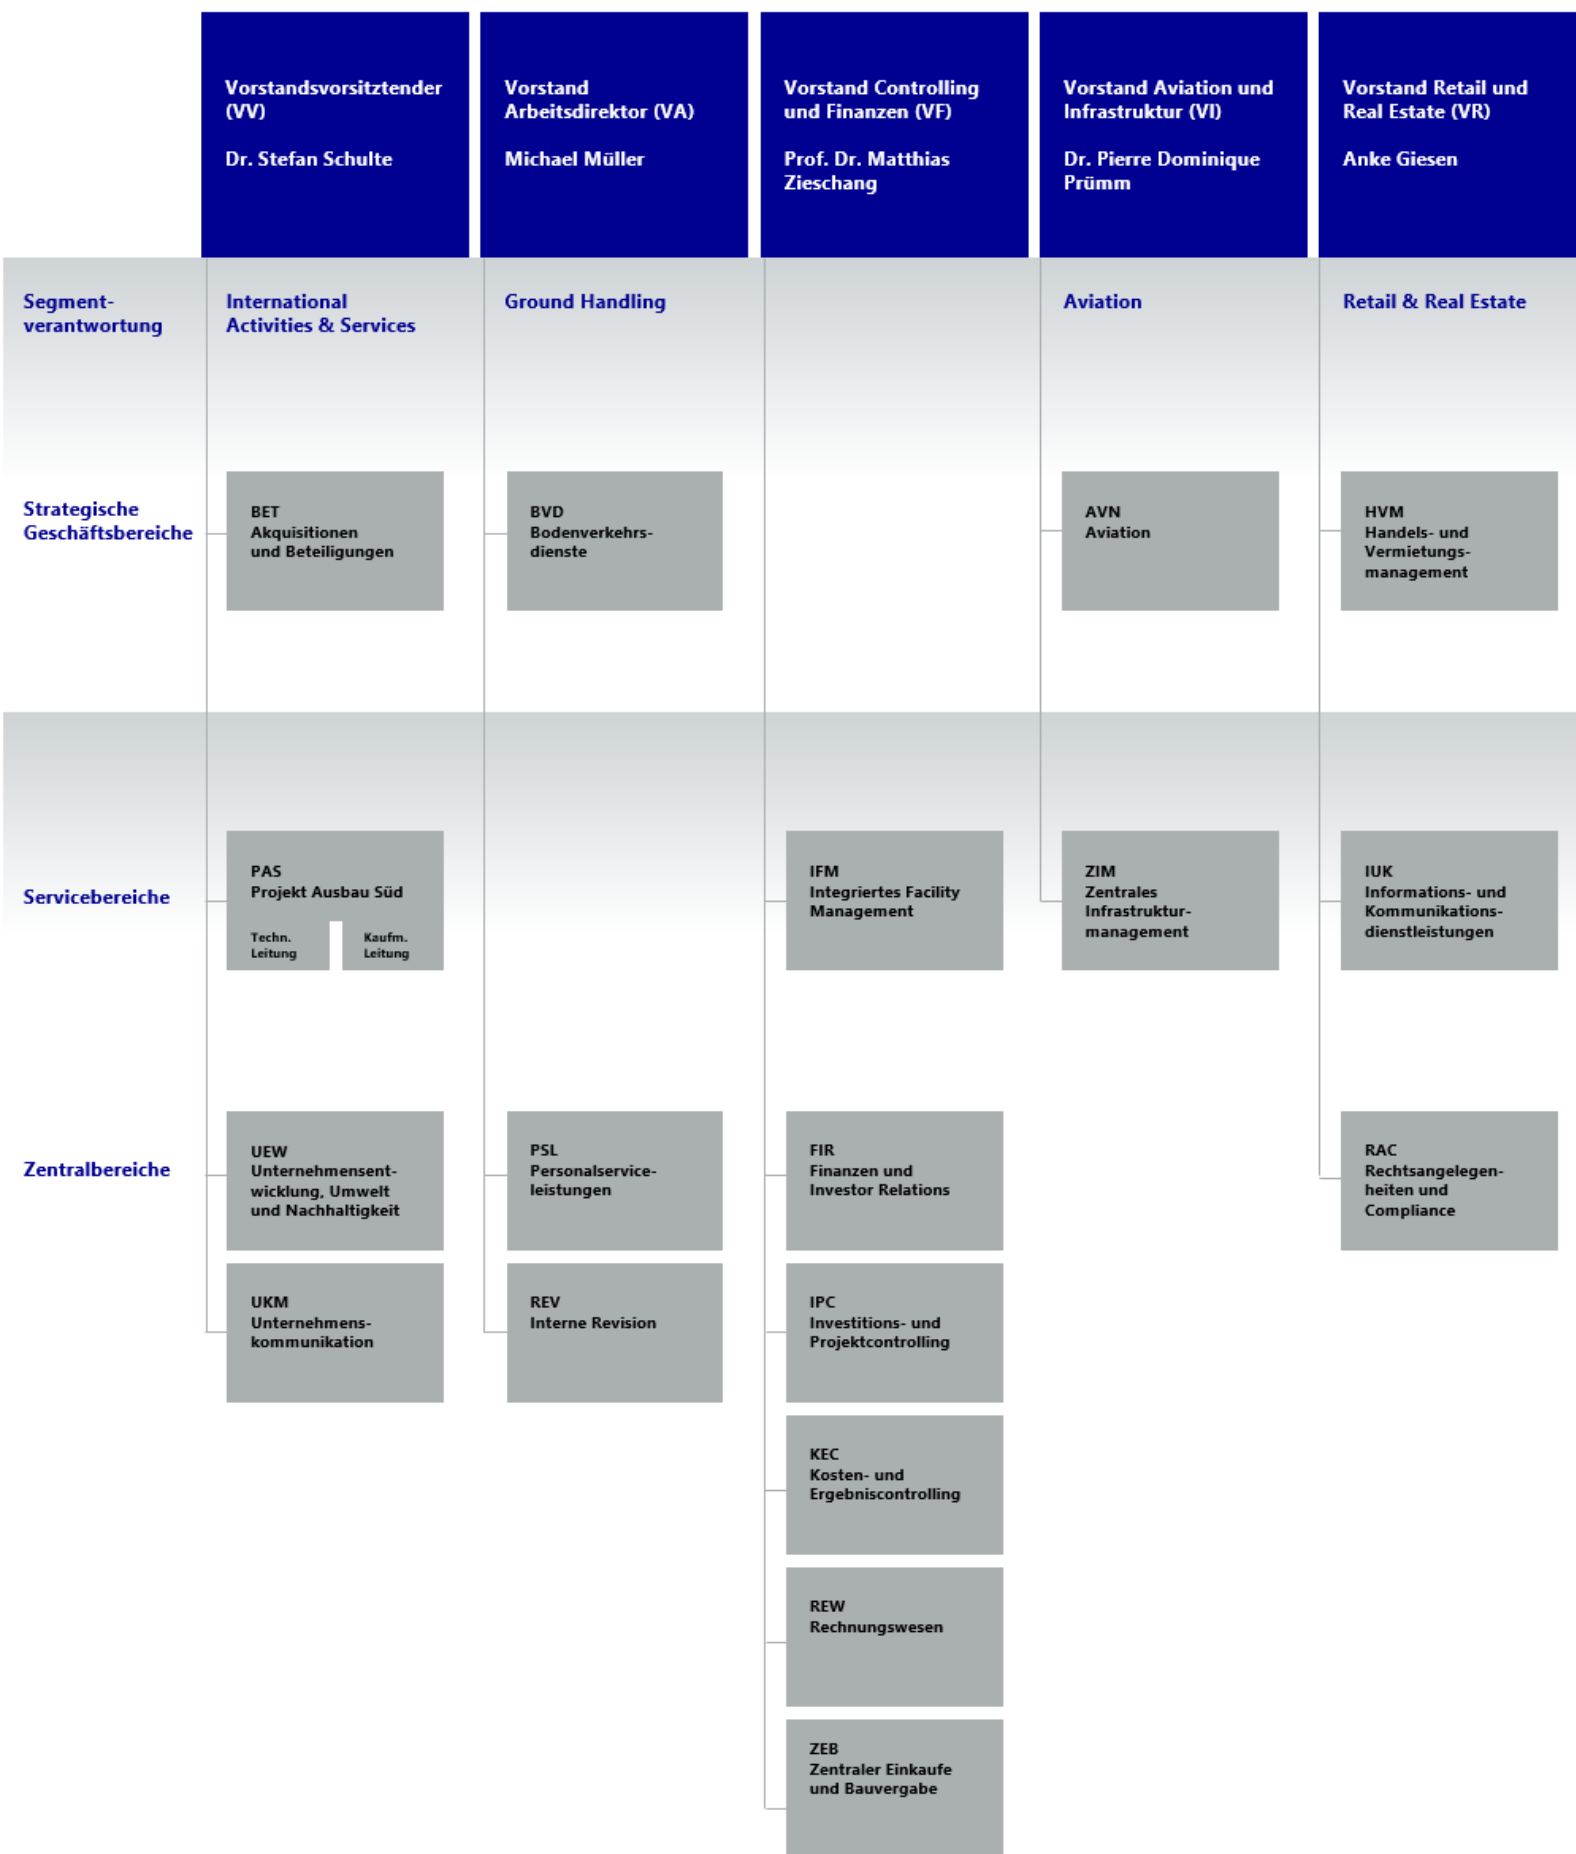 Vorstandsvorsitztender
(VV)
Dr. Stefan Schulte
Vorstand
Arbeitsdirektor (VA)
Michael Müller
Vorstand Controlling
und Finanzen (VF)
Prof. Dr. Matthias
Zieschang
Vorstand Aviation und
Infrastruktur (VI)
Dr. Pierre Dominique
Prümm
Vorstand Retail und
Real Estate (VR)
Anke Giesen
Segment-
verantwortung
International
Activities & Services
Ground Handling
Aviation
Retail & Real Estate
Strategische
Geschäftsbereiche
BET
Akquisitionen
und Beteiligungen
BVD
Bodenverkehrs-
dienste
AVN
Aviation
HVM
Handels- und
Vermietungs-
management
Servicebereiche
PAS
Projekt Ausbau Süd
Techn.
Leitung
Kaufm.
Leitung
IFM
Integriertes Facility
Management
ZIM
Zentrales
Infrastruktur-
management
IUK
Informations- und
Kommunikations-
dienstleistungen
Zentralbereiche
UEW
Unternehmensent-
wicklung, Umwelt
und Nachhaltigkeit
PSL
Personalservice-
leistungen
FIR
Finanzen und
Investor Relations
RAC
Rechtsangelegen-
heiten und
Compliance
UKM
Unternehmens-
kommunikation
REV
Interne Revision
IPC
Investitions- und
Projektcontrolling
KEC
Kosten- und
Ergebniscontrolling
REW
Rechnungswesen
ZEB
Zentraler Einkaufe
und Bauvergabe